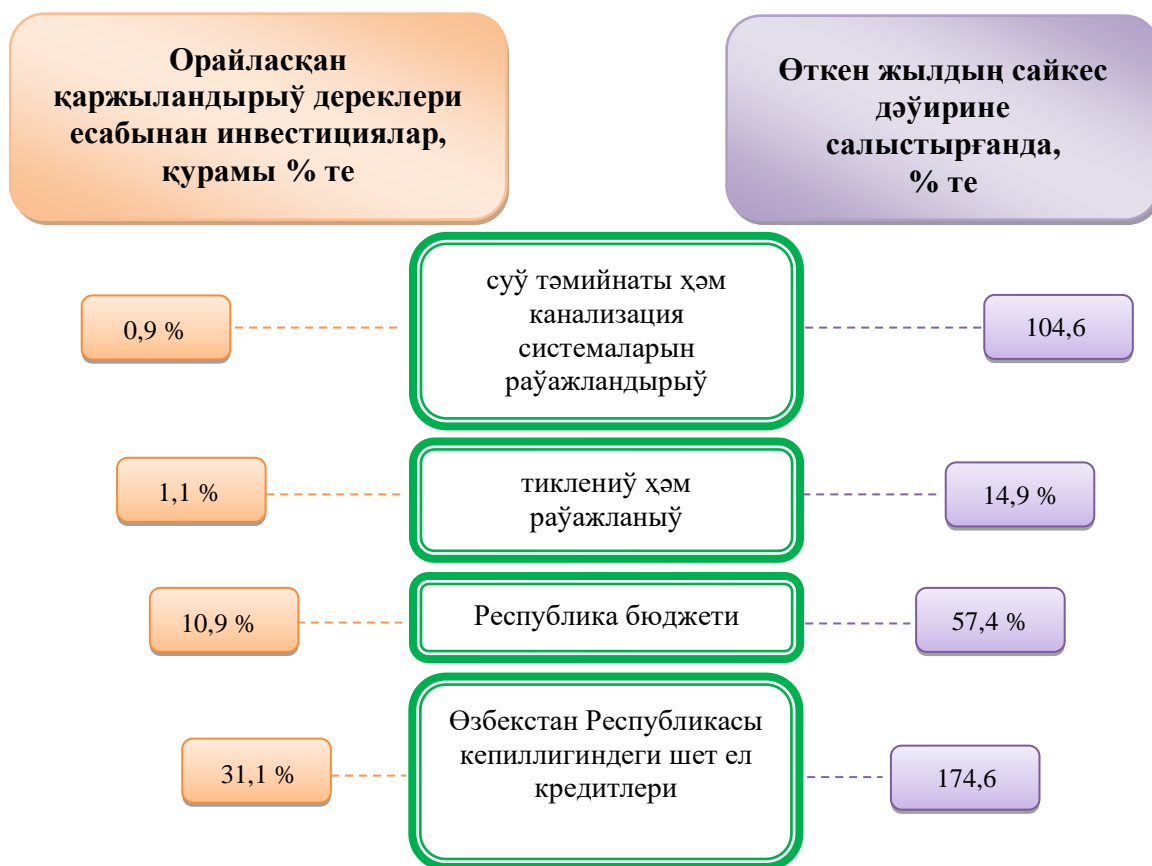 Орайласқан
қаржыландырыў дереклери
есабынан инвестициялар,
қурамы % те
Өткен жылдың сайкес
дәўирине
салыстырғанда,
% те
0,9 %
суў тәмийнаты ҳәм
канализация
системаларын
раўажландырыў
104,6
1,1 %
тиклениў ҳәм
раўажланыў
14,9 %
10,9 %
Республика бюджети
57,4 %
31,1 %
Өзбекстан Республикасы
кепиллигиндеги шет ел
кредитлери
174,6